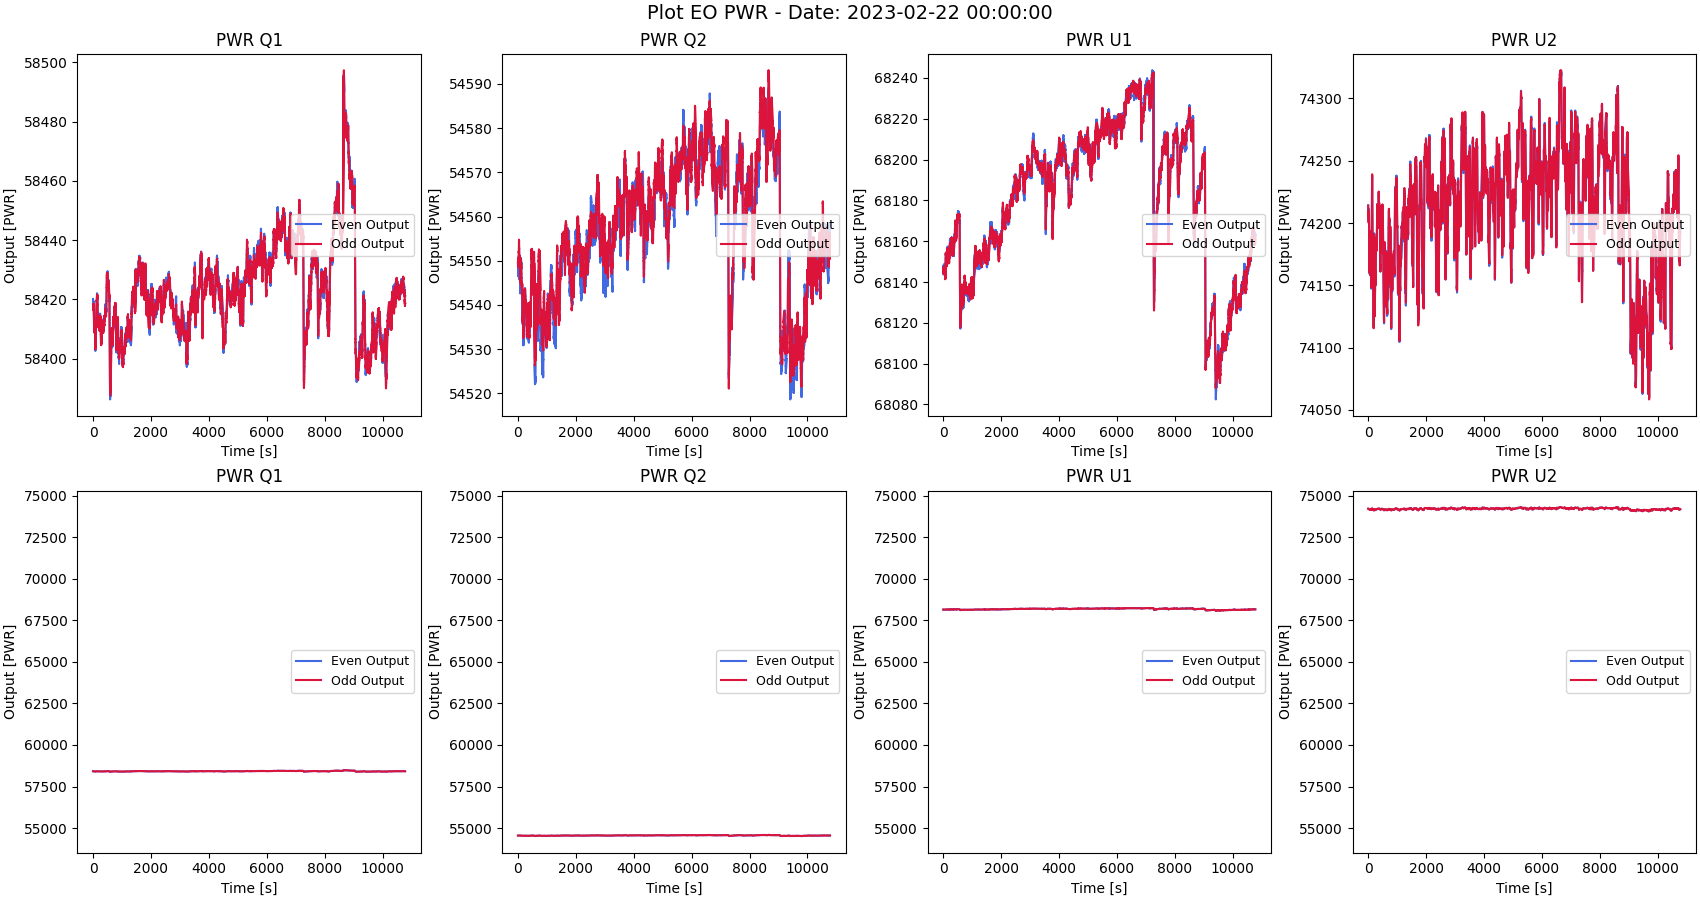 Plot EO PWR - Date: 2023-02-22 00:00:00
PWR Q1
Output [PWR]
58500
58480
58460
58440
58420
58400
0 2000 4000 6000 8000 10000
Time [s]
Even Output
Odd Output
PWR Q2
Output [PWR]
54590
54580
54570
54560
54550
54540
54530
54520
0 2000 4000 6000 8000 10000
Time [s]
Even Output
Odd Output
PWR U1
Output [PWR]
68240
68220
68200
68180
68160
68140
68120
68100
68080
0 2000 4000 6000 8000 10000
Time [s]
Even Output
Odd Output
PWR U2
Output [PWR]
74300
74250
74200
74150
74100
74050
0 2000 4000 6000 8000 10000
Time [s]
Even Output
Odd Output
PWR Q1
Output [PWR]
75000
72500
70000
67500
65000
62500
60000
57500
55000
0 2000 4000 6000 8000 10000
Time [s]
Even Output
Odd Output
PWR Q2
Output [PWR]
75000
72500
70000
67500
65000
62500
60000
57500
55000
0 2000 4000 6000 8000 10000
Time [s]
Even Output
Odd Output
PWR U1
Output [PWR]
75000
72500
70000
67500
65000
62500
60000
57500
55000
0 2000 4000 6000 8000 10000
Time [s]
Even Output
Odd Output
PWR U2
Output [PWR]
75000
72500
70000
67500
65000
62500
60000
57500
55000
0 2000 4000 6000 8000 10000
Time [s]
Even Output
Odd Output